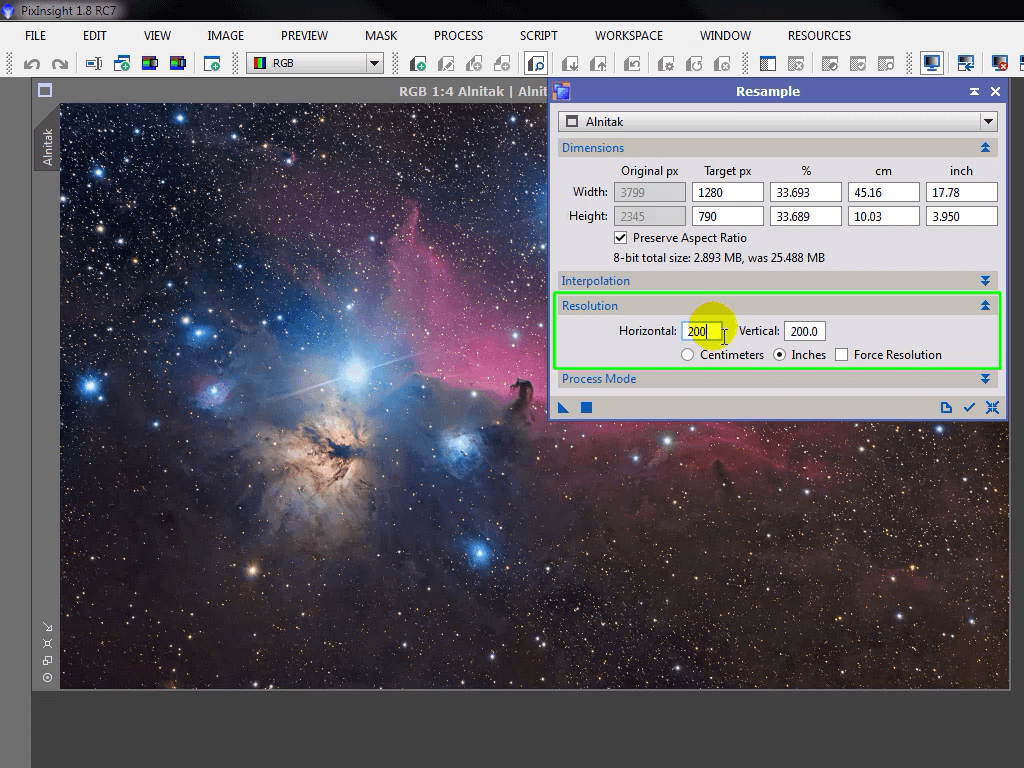 PixInsight 1.8 RC7
FILE EDIT VIEW IMAGE PREVIEW MASK PROCESS SCRIPT WORKSPACE WINDOW RESOURCES
RGB
RGB 1:4 Alnitak | Alnit
Alnitak
Resample
Alnitak
Dimensions
Original px Target px % cm inch
Width: 3799 1280 33.693 45.16 17.78
Height: 2345 790 33.689 10.03 3.950
Preserve Aspect Ratio
8-bit total size: 2.893 MB, was 25.488 MB
Interpolation
Resolution
Horizontal: 200 Vertical: 200.0
Centimeters Inches Force Resolution
Process Mode